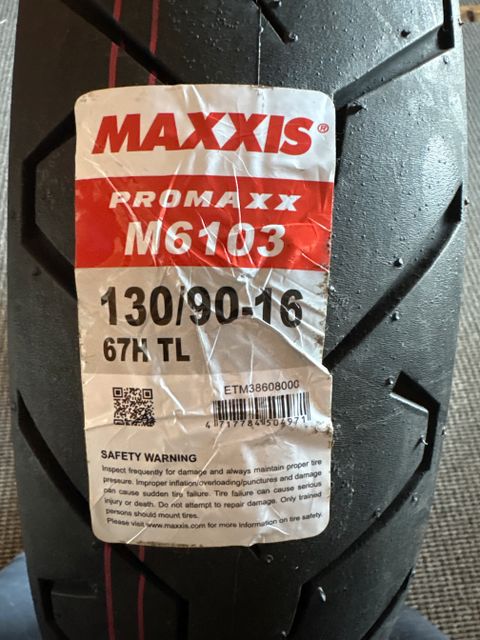 MAXXIS®
PROMAXX
M6103
130/90-16
67H TL
ETM38608000
4 717784 504971
SAFETY WARNING
Inspect frequently for damage and always maintain proper tire
pressure. Improper inflation/overloading/punctures and damage
can cause sudden tire failure. Tire failure can cause serious
injury or death. Do not attempt to repair damage. Only trained
persons should mount tires.
Please visit www.maxxis.com for more information on tire safety.